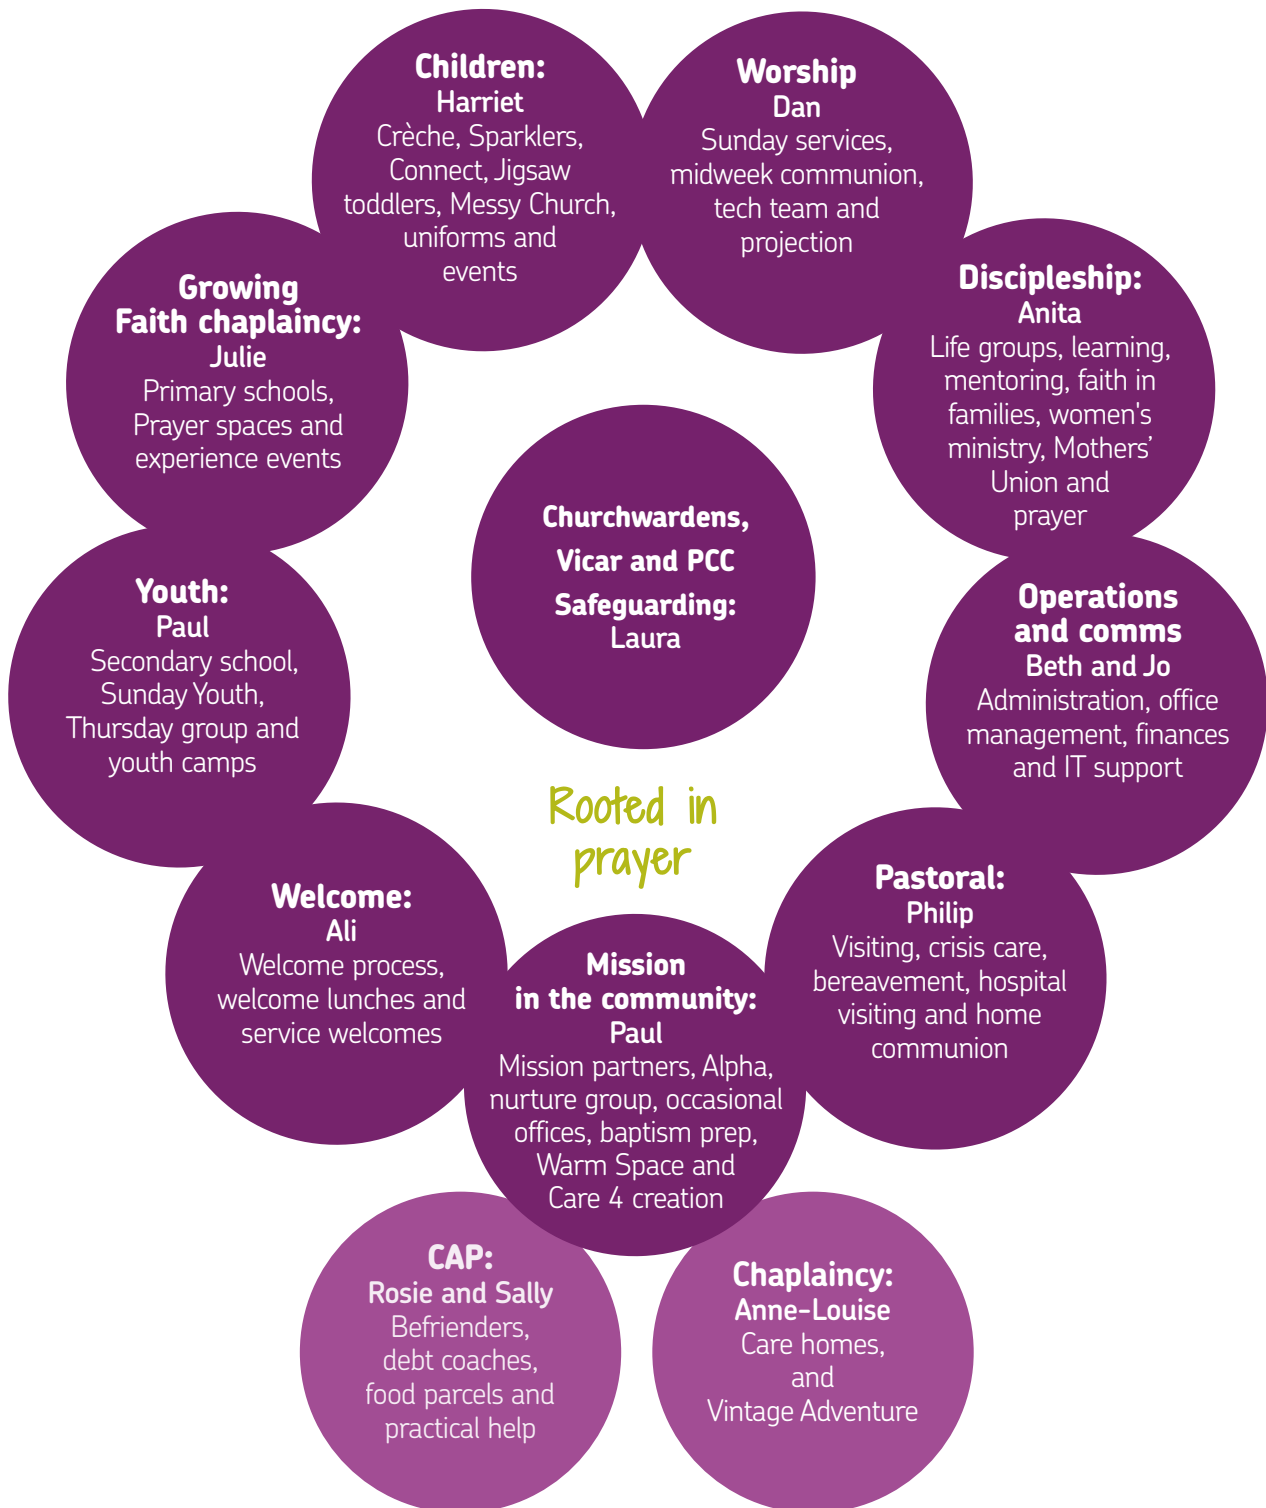 Children:
Harriet
Crèche, Sparklers,
Connect, Jigsaw
toddlers, Messy Church,
uniforms and
events
Worship
Dan
Sunday services,
midweek communion,
tech team and
projection
Growing
Faith chaplaincy:
Julie
Primary schools,
Prayer spaces and
experience events
Discipleship:
Anita
Life groups, learning,
mentoring, faith in
families, women's
ministry, Mothers’
Union and
prayer
Churchwardens,
Vicar and PCC
Safeguarding:
Laura
Youth:
Paul
Secondary school,
Sunday Youth,
Thursday group and
youth camps
Operations
and comms
Beth and Jo
Administration, office
management, finances
and IT support
Rooted in
prayer
Welcome:
Ali
Welcome process,
welcome lunches and
service welcomes
Pastoral:
Philip
Visiting, crisis care,
bereavement, hospital
visiting and home
communion
Mission
in the community:
Paul
Mission partners, Alpha,
nurture group, occasional
offices, baptism prep,
Warm Space and
Care 4 creation
CAP:
Rosie and Sally
Befrienders,
debt coaches,
food parcels and
practical help
Chaplaincy:
Anne-Louise
Care homes,
and
Vintage Adventure